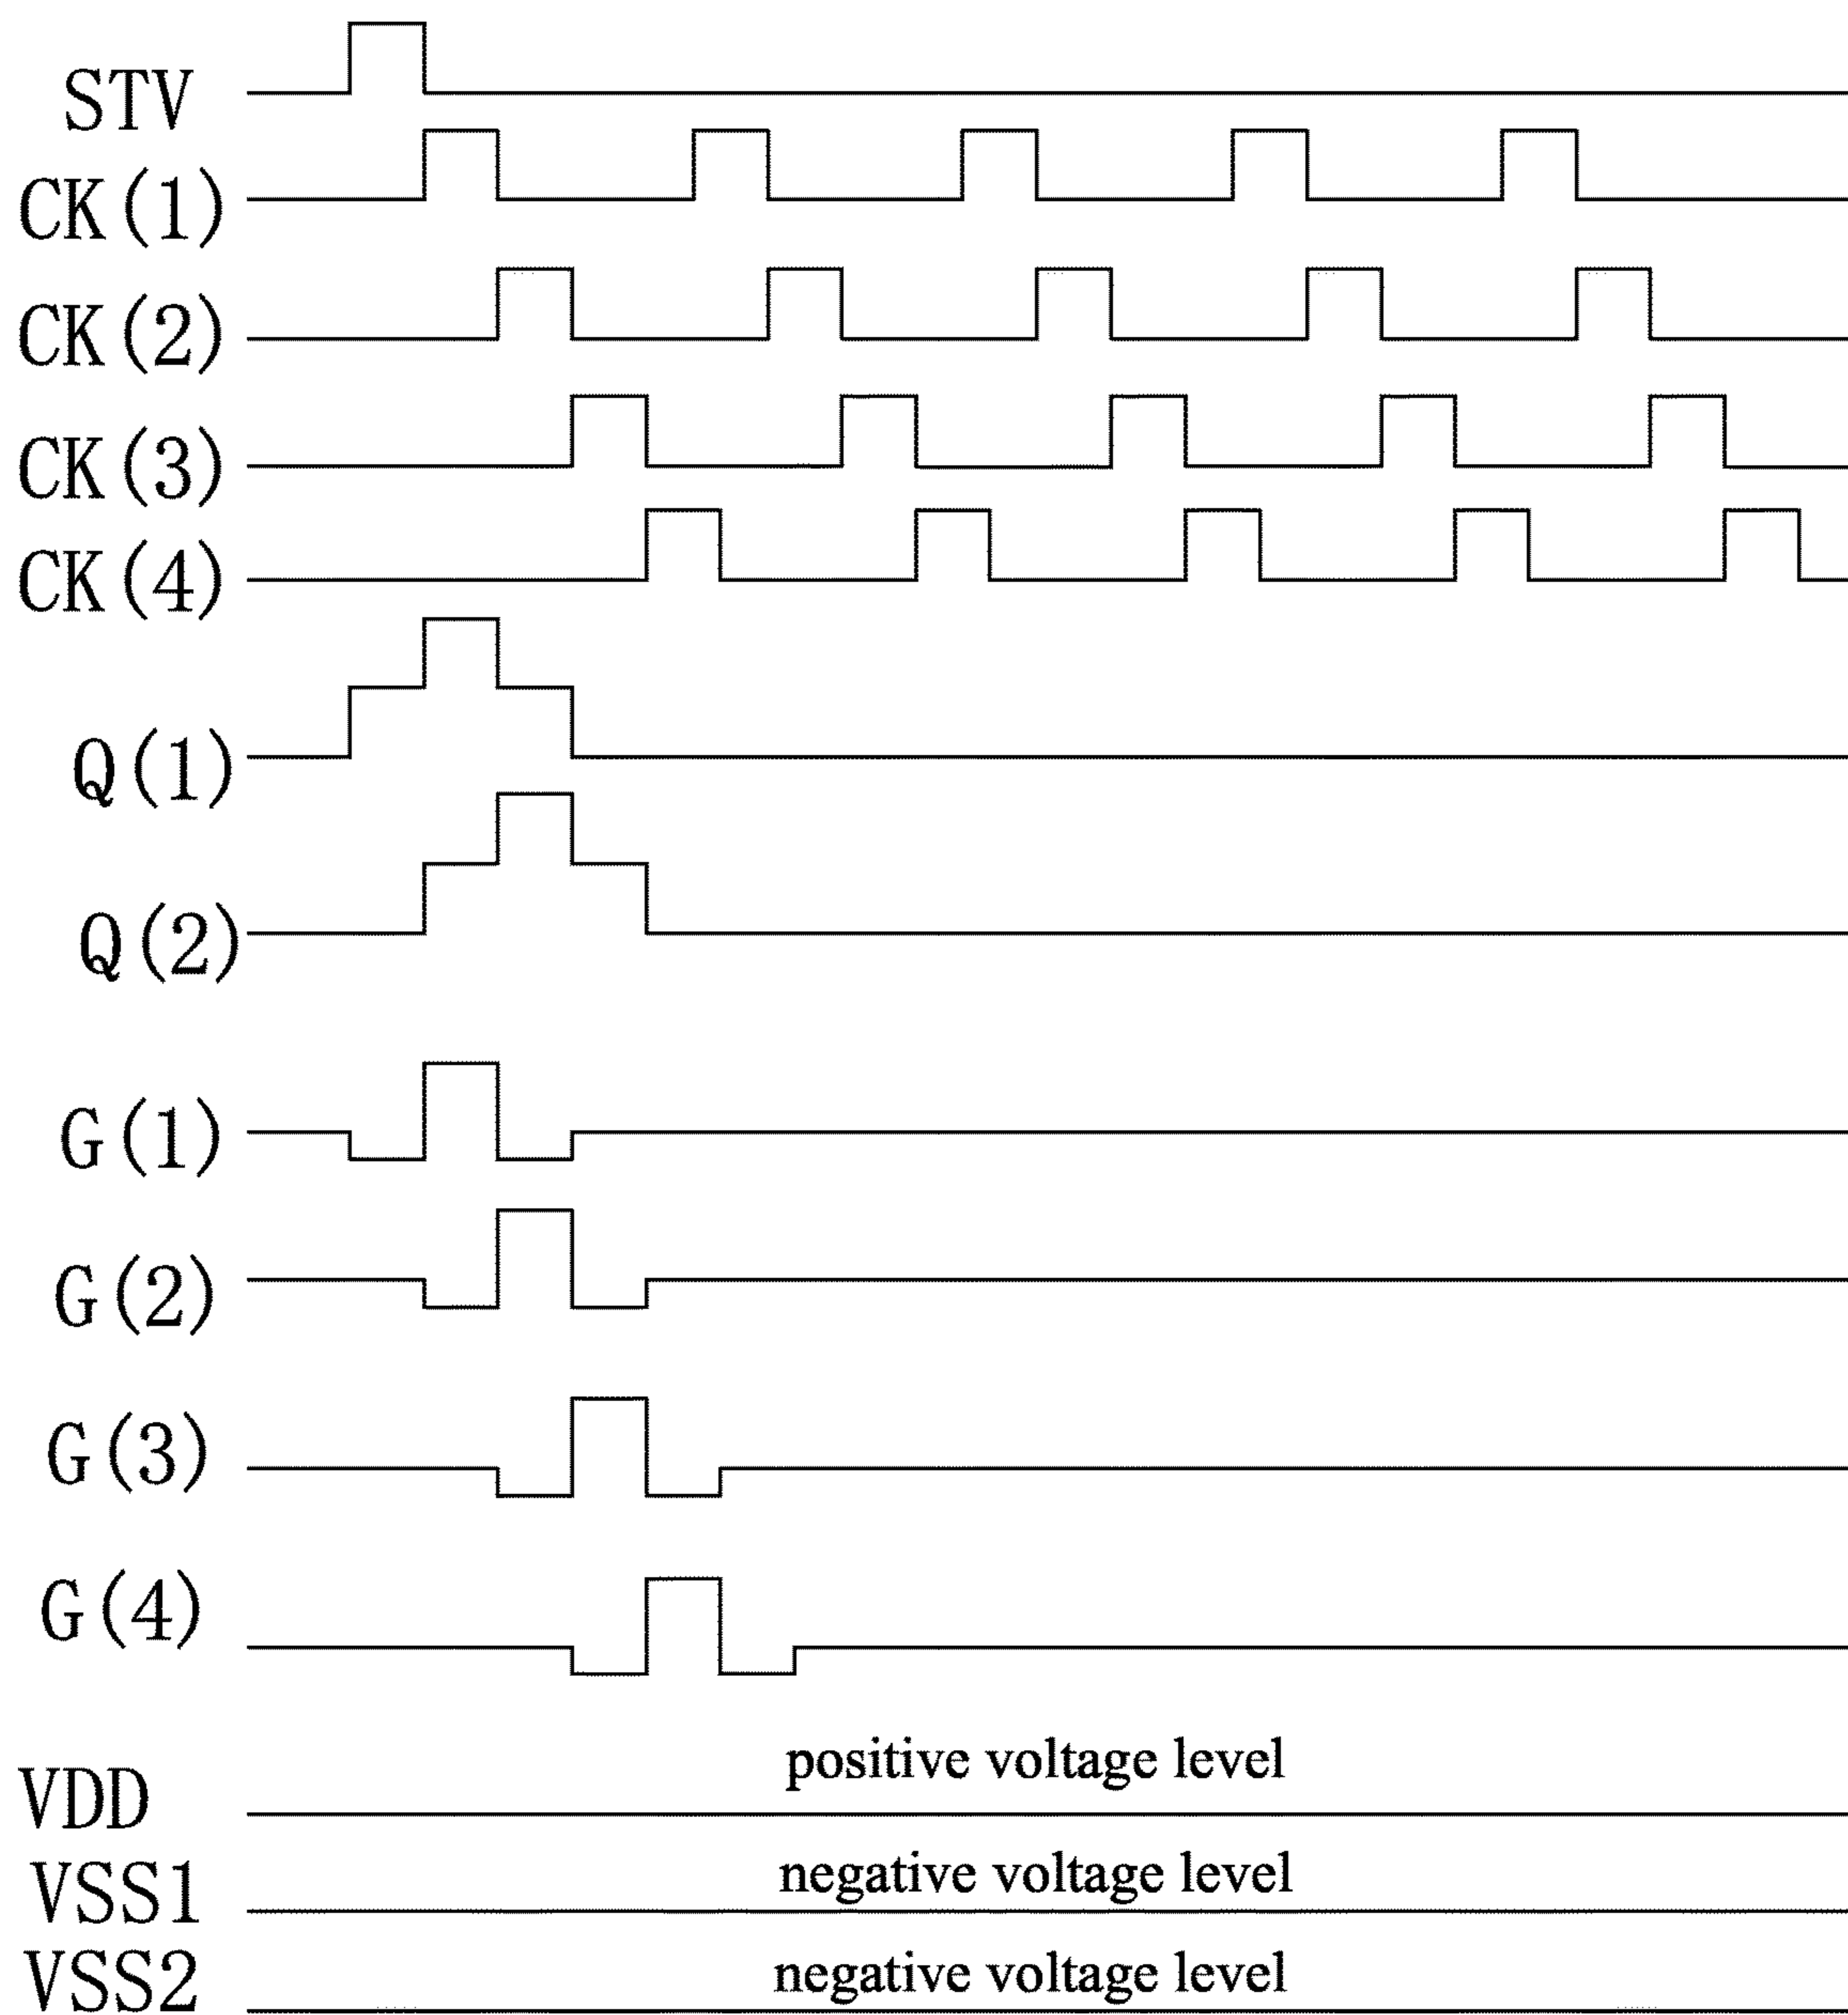 STV
CK(1)
CK(2)
CK(3)
CK(4)
Q(1)
Q(2)
G(1)
G(2)
G(3)
G(4)
VDD positive voltage level
VSS1 negative voltage level
VSS2 negative voltage level